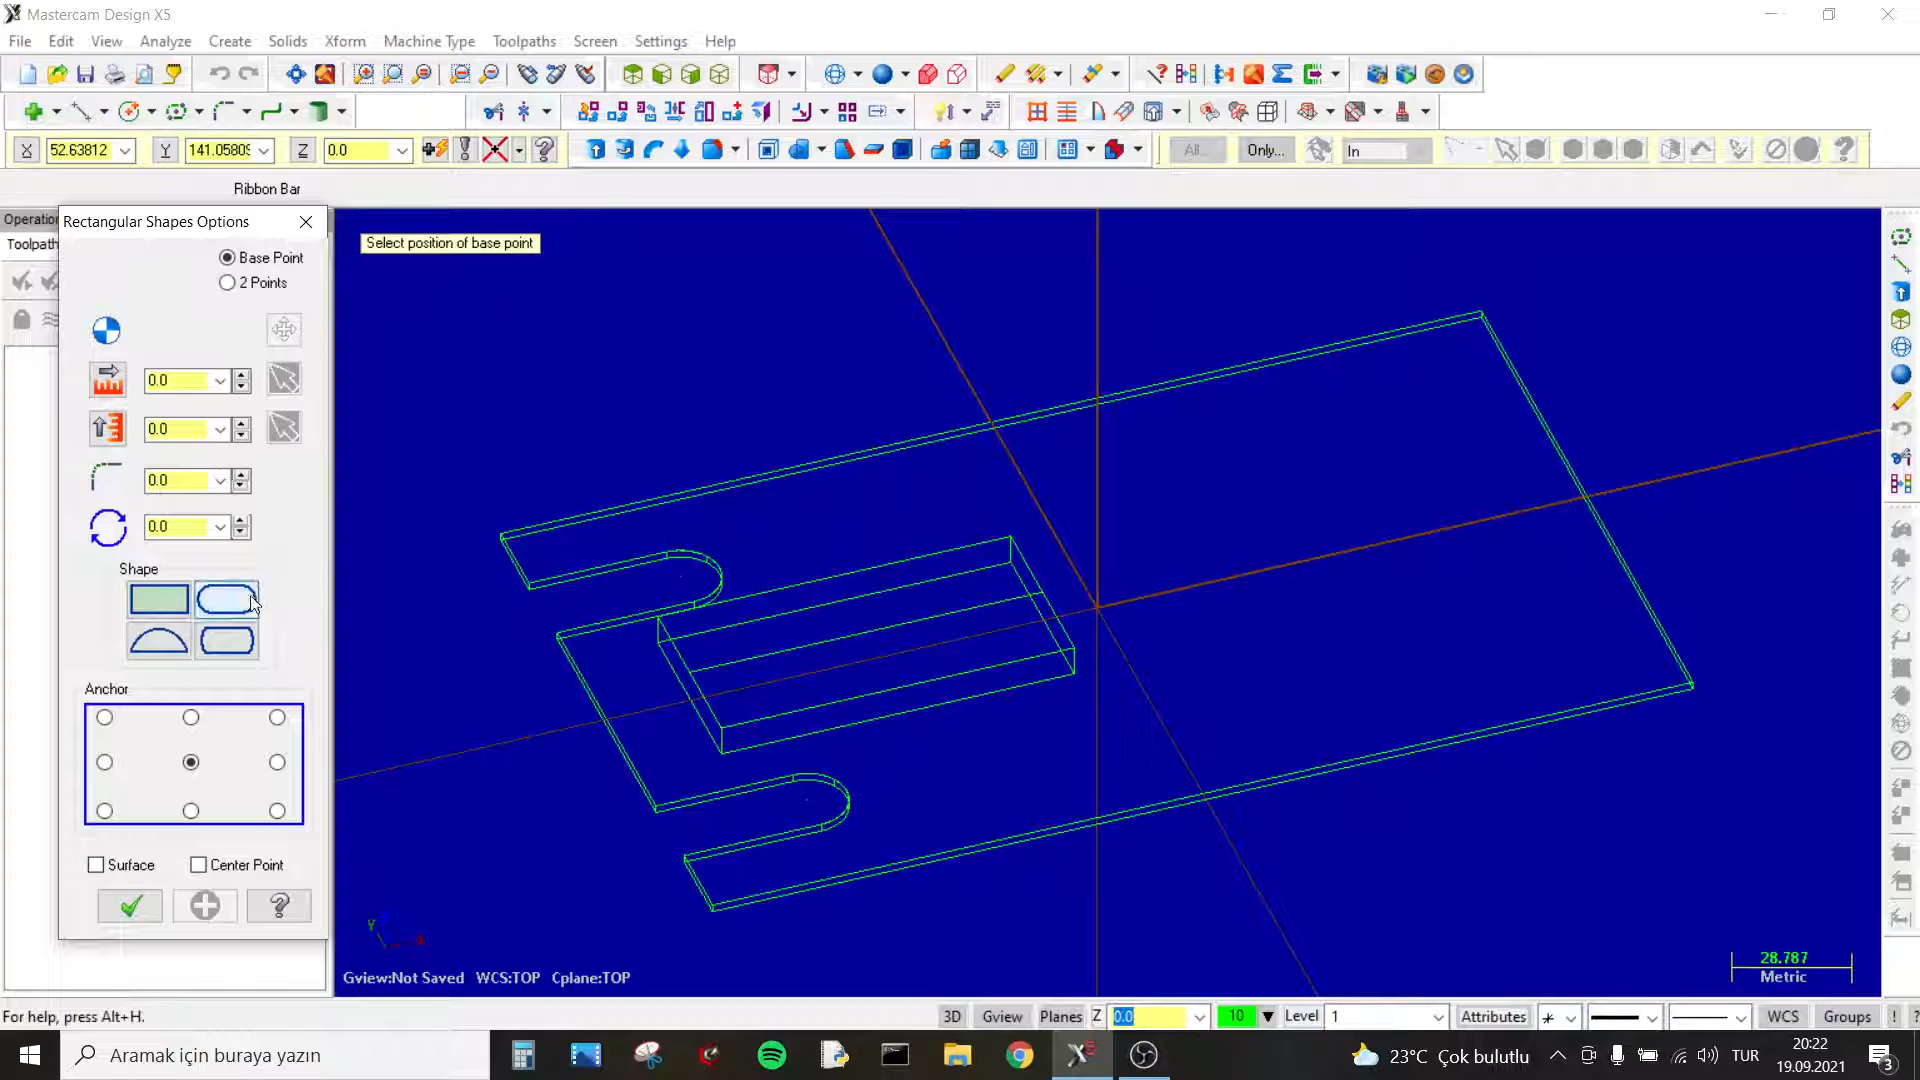 Mastercam Design X5
File Edit View Analyze Create Solids Xform Machine Type Toolpaths Screen Settings Help
X 52.63812 Y 141.05809 Z 0.0 All... Only... In
Ribbon Bar
Operation
Rectangular Shapes Options
Toolpath
Base Point
2 Points
Select position of base point
0.0
0.0
0.0
0.0
Shape
Anchor
Surface Center Point
Gview:Not Saved WCS:TOP Cplane:TOP
28.787
Metric
For help, press Alt+H.
3D Gview Planes Z 0.0 10 Level 1 Attributes WCS Groups ! ?
Aramak için buraya yazın
23°C Çok bulutlu
TUR
20:22
19.09.2021
3